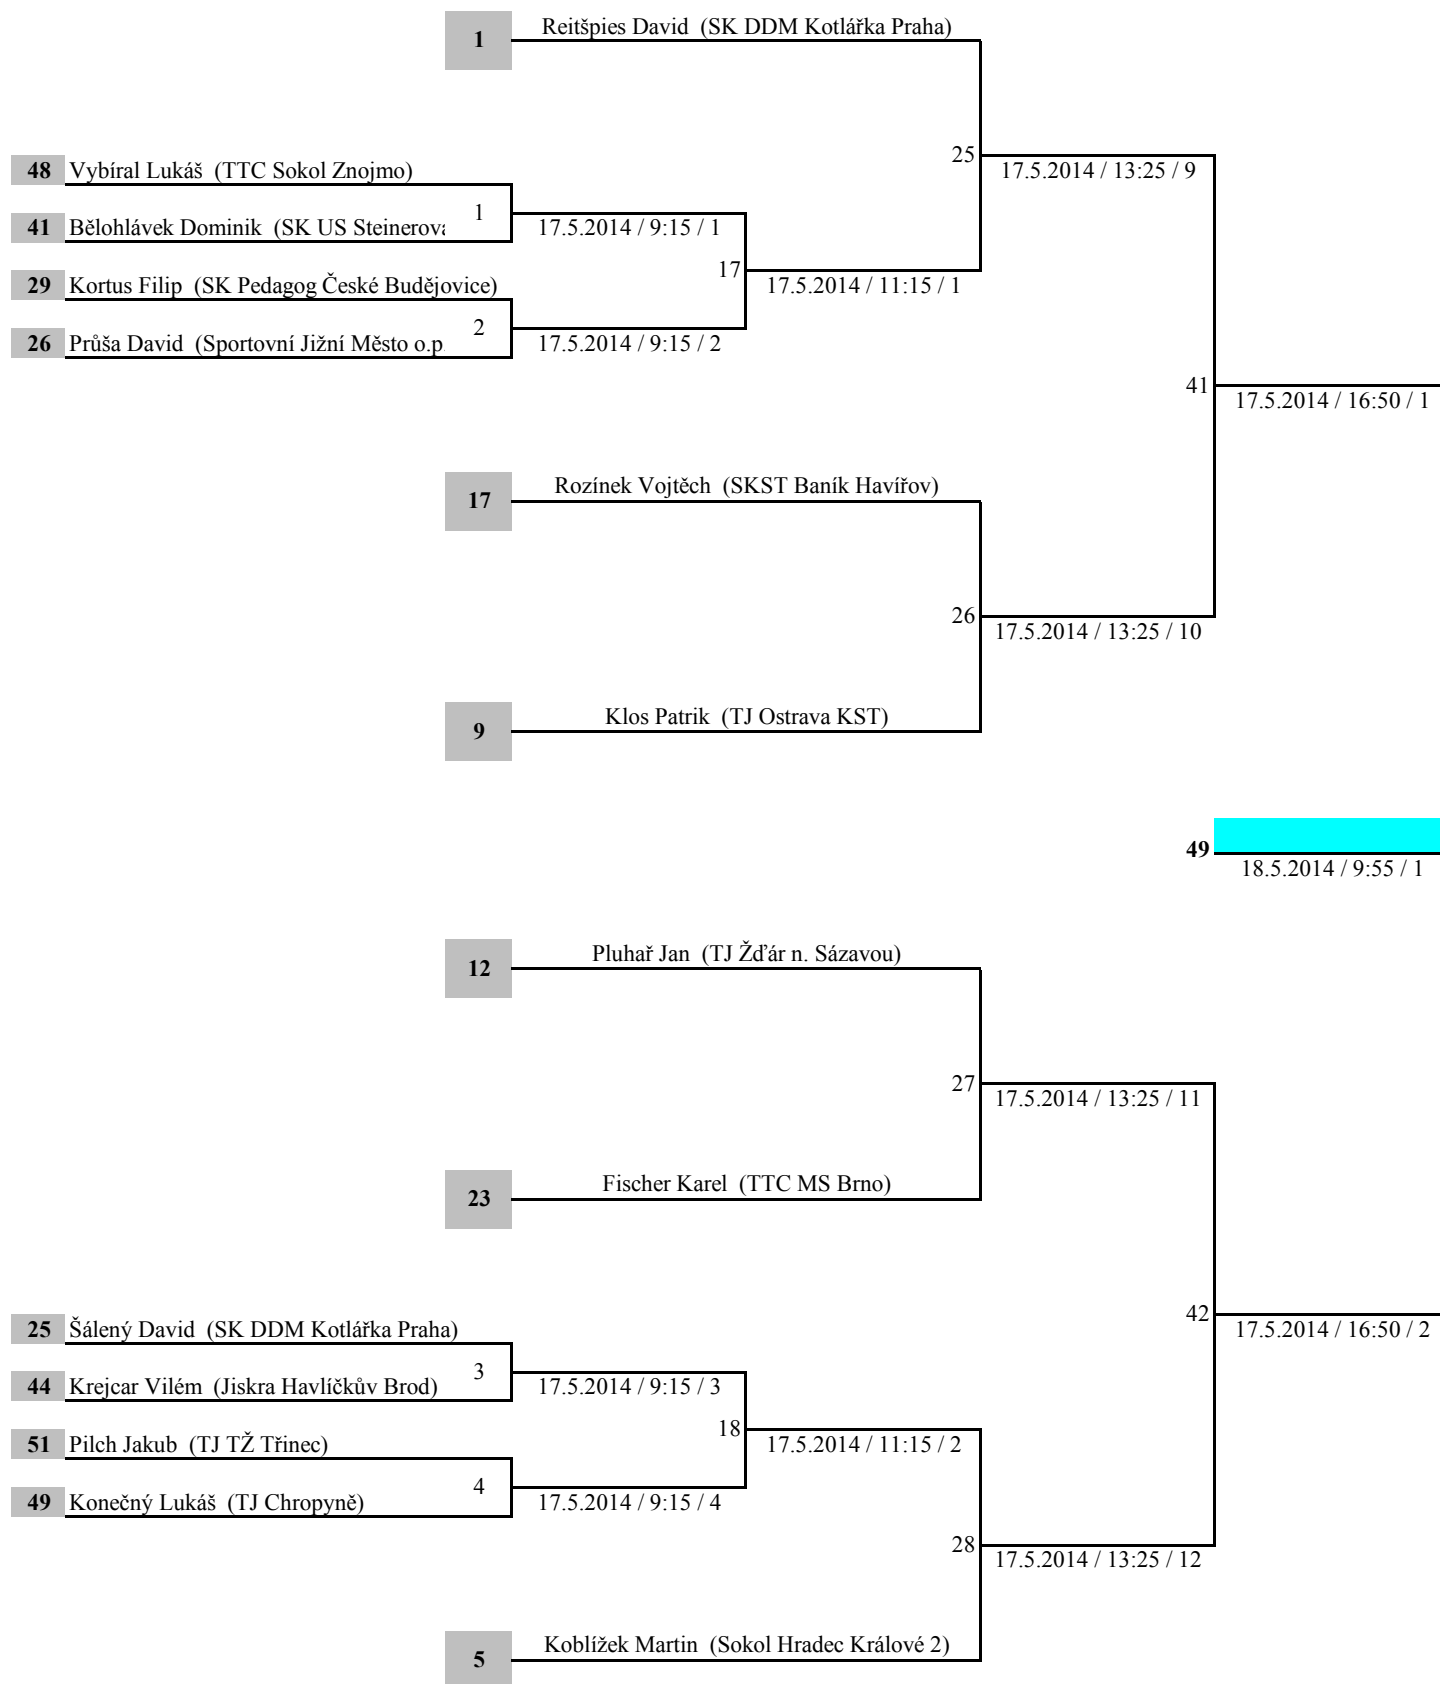 1 Reitšpies David (SK DDM Kotlářka Praha)
25 17.5.2014 / 13:25 / 9
48 Vybíral Lukáš (TTC Sokol Znojmo)
1 17.5.2014 / 9:15 / 1
41 Bělohlávek Dominik (SK US Steinerova
17 17.5.2014 / 11:15 / 1
29 Kortus Filip (SK Pedagog České Budějovice)
2 17.5.2014 / 9:15 / 2
26 Průša David (Sportovní Jižní Město o.p
41 17.5.2014 / 16:50 / 1
17 Rozínek Vojtěch (SKST Baník Havířov)
26 17.5.2014 / 13:25 / 10
9 Klos Patrik (TJ Ostrava KST)
49 18.5.2014 / 9:55 / 1
12 Pluhař Jan (TJ Žďár n. Sázavou)
27 17.5.2014 / 13:25 / 11
23 Fischer Karel (TTC MS Brno)
42 17.5.2014 / 16:50 / 2
25 Šálený David (SK DDM Kotlářka Praha)
3 17.5.2014 / 9:15 / 3
44 Krejcar Vilém (Jiskra Havlíčkův Brod)
18 17.5.2014 / 11:15 / 2
51 Pilch Jakub (TJ TŽ Třinec)
4 17.5.2014 / 9:15 / 4
49 Konečný Lukáš (TJ Chropyně)
28 17.5.2014 / 13:25 / 12
5 Koblížek Martin (Sokol Hradec Králové 2)